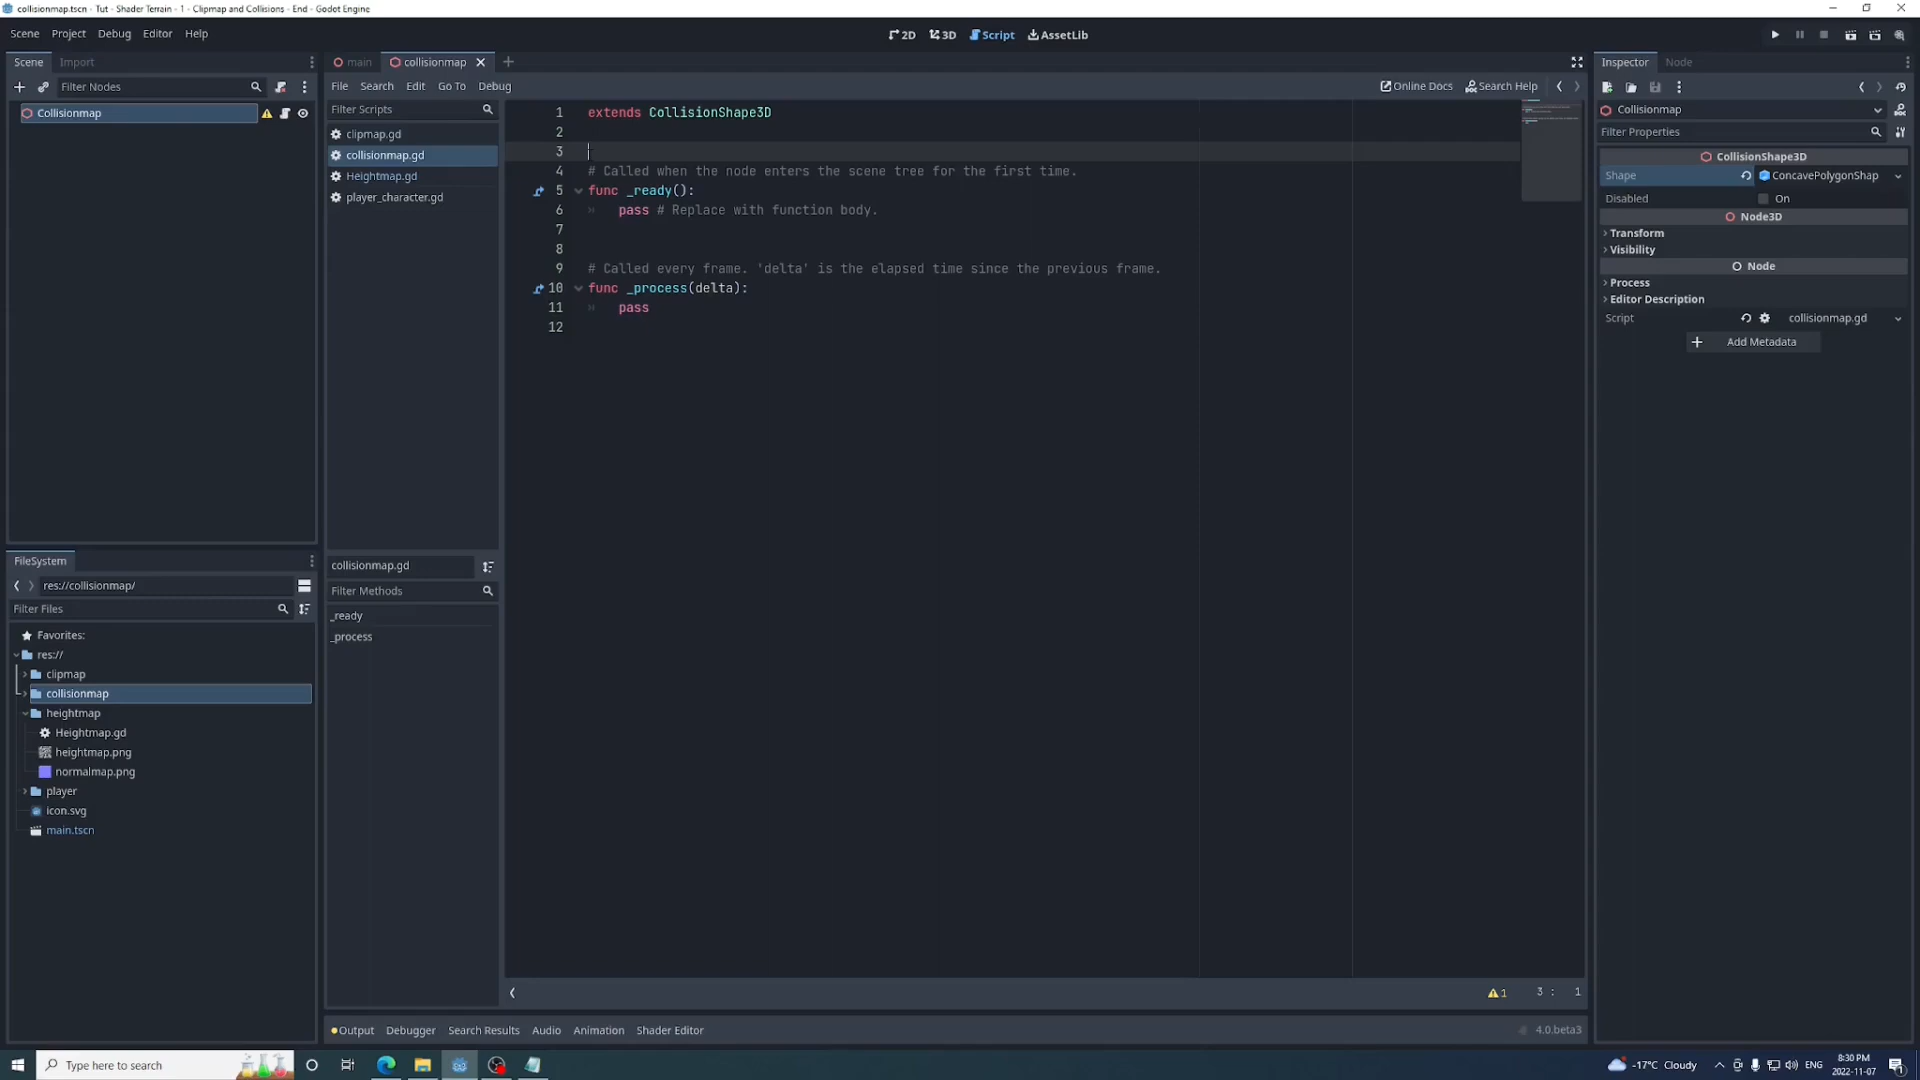 collisionmap.tscn - Tut - Shader Terrain - 1 - Clipmap and Collisions - End - Godot Engine
Scene Project Debug Editor Help
2D 3D Script AssetLib
Scene Import
Filter Nodes
Collisionmap
main collisionmap
File Search Edit Go To Debug
Online Docs Search Help
Filter Scripts
clipmap.gd
collisionmap.gd
Heightmap.gd
player_character.gd
collisionmap.gd
Filter Methods
_ready
_process
1 extends CollisionShape3D
2
3
4 # Called when the node enters the scene tree for the first time.
5 func _ready():
6 pass # Replace with function body.
7
8
9 # Called every frame. 'delta' is the elapsed time since the previous frame.
10 func _process(delta):
11 pass
12
1 3 : 1
Output Debugger Search Results Audio Animation Shader Editor
4.0.beta3
FileSystem
res://collisionmap/
Filter Files
Favorites:
res://
clipmap
collisionmap
heightmap
Heightmap.gd
heightmap.png
normalmap.png
player
icon.svg
main.tscn
Inspector Node
Collisionmap
Filter Properties
CollisionShape3D
Shape ConcavePolygonShap
Disabled On
Node3D
Transform
Visibility
Node
Process
Editor Description
Script collisionmap.gd
Add Metadata
Type here to search
-17°C Cloudy
ENG
8:30 PM
2022-11-07